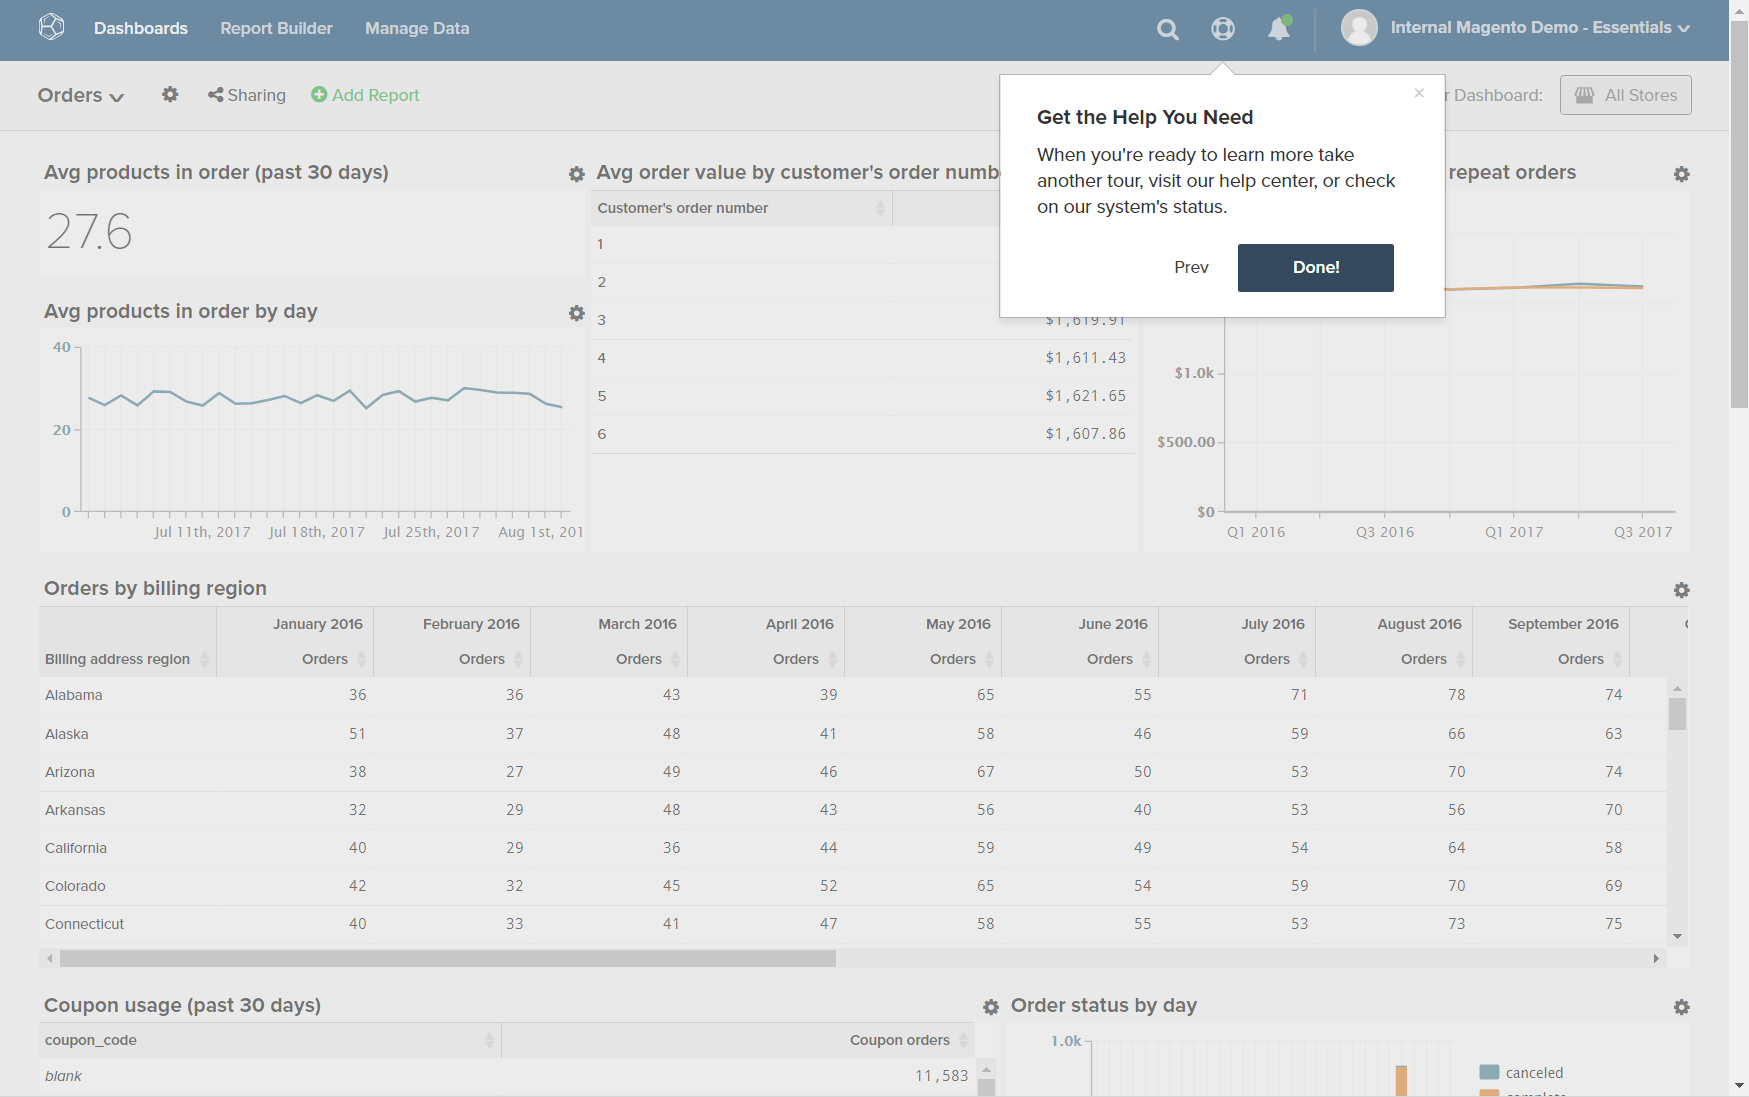 Dashboards Report Builder Manage Data Internal Magento Demo - Essentials
Orders Sharing Add Report r Dashboard: All Stores
Get the Help You Need
When you're ready to learn more take
another tour, visit our help center, or check
on our system's status.
Prev Done!
Avg products in order (past 30 days)
27.6
Avg products in order by day
40
20
0
Jul 11th, 2017 Jul 18th, 2017 Jul 25th, 2017 Aug 1st, 201
Avg order value by customer's order numb
Customer's order number
1
2
3 $1,619.91
4 $1,611.43
5 $1,621.65
6 $1,607.86
repeat orders
$1.0k
$500.00
$0
Q1 2016 Q3 2016 Q1 2017 Q3 2017
Orders by billing region
January 2016 February 2016 March 2016 April 2016 May 2016 June 2016 July 2016 August 2016 September 2016
Billing address region Orders Orders Orders Orders Orders Orders Orders Orders Orders
Alabama 36 36 43 39 65 55 71 78 74
Alaska 51 37 48 41 58 46 59 66 63
Arizona 38 27 49 46 67 50 53 70 74
Arkansas 32 29 48 43 56 40 53 56 70
California 40 29 36 44 59 49 54 64 58
Colorado 42 32 45 52 65 54 59 70 69
Connecticut 40 33 41 47 58 55 53 73 75
Coupon usage (past 30 days)
coupon_code Coupon orders
blank 11,583
Order status by day
1.0k
canceled